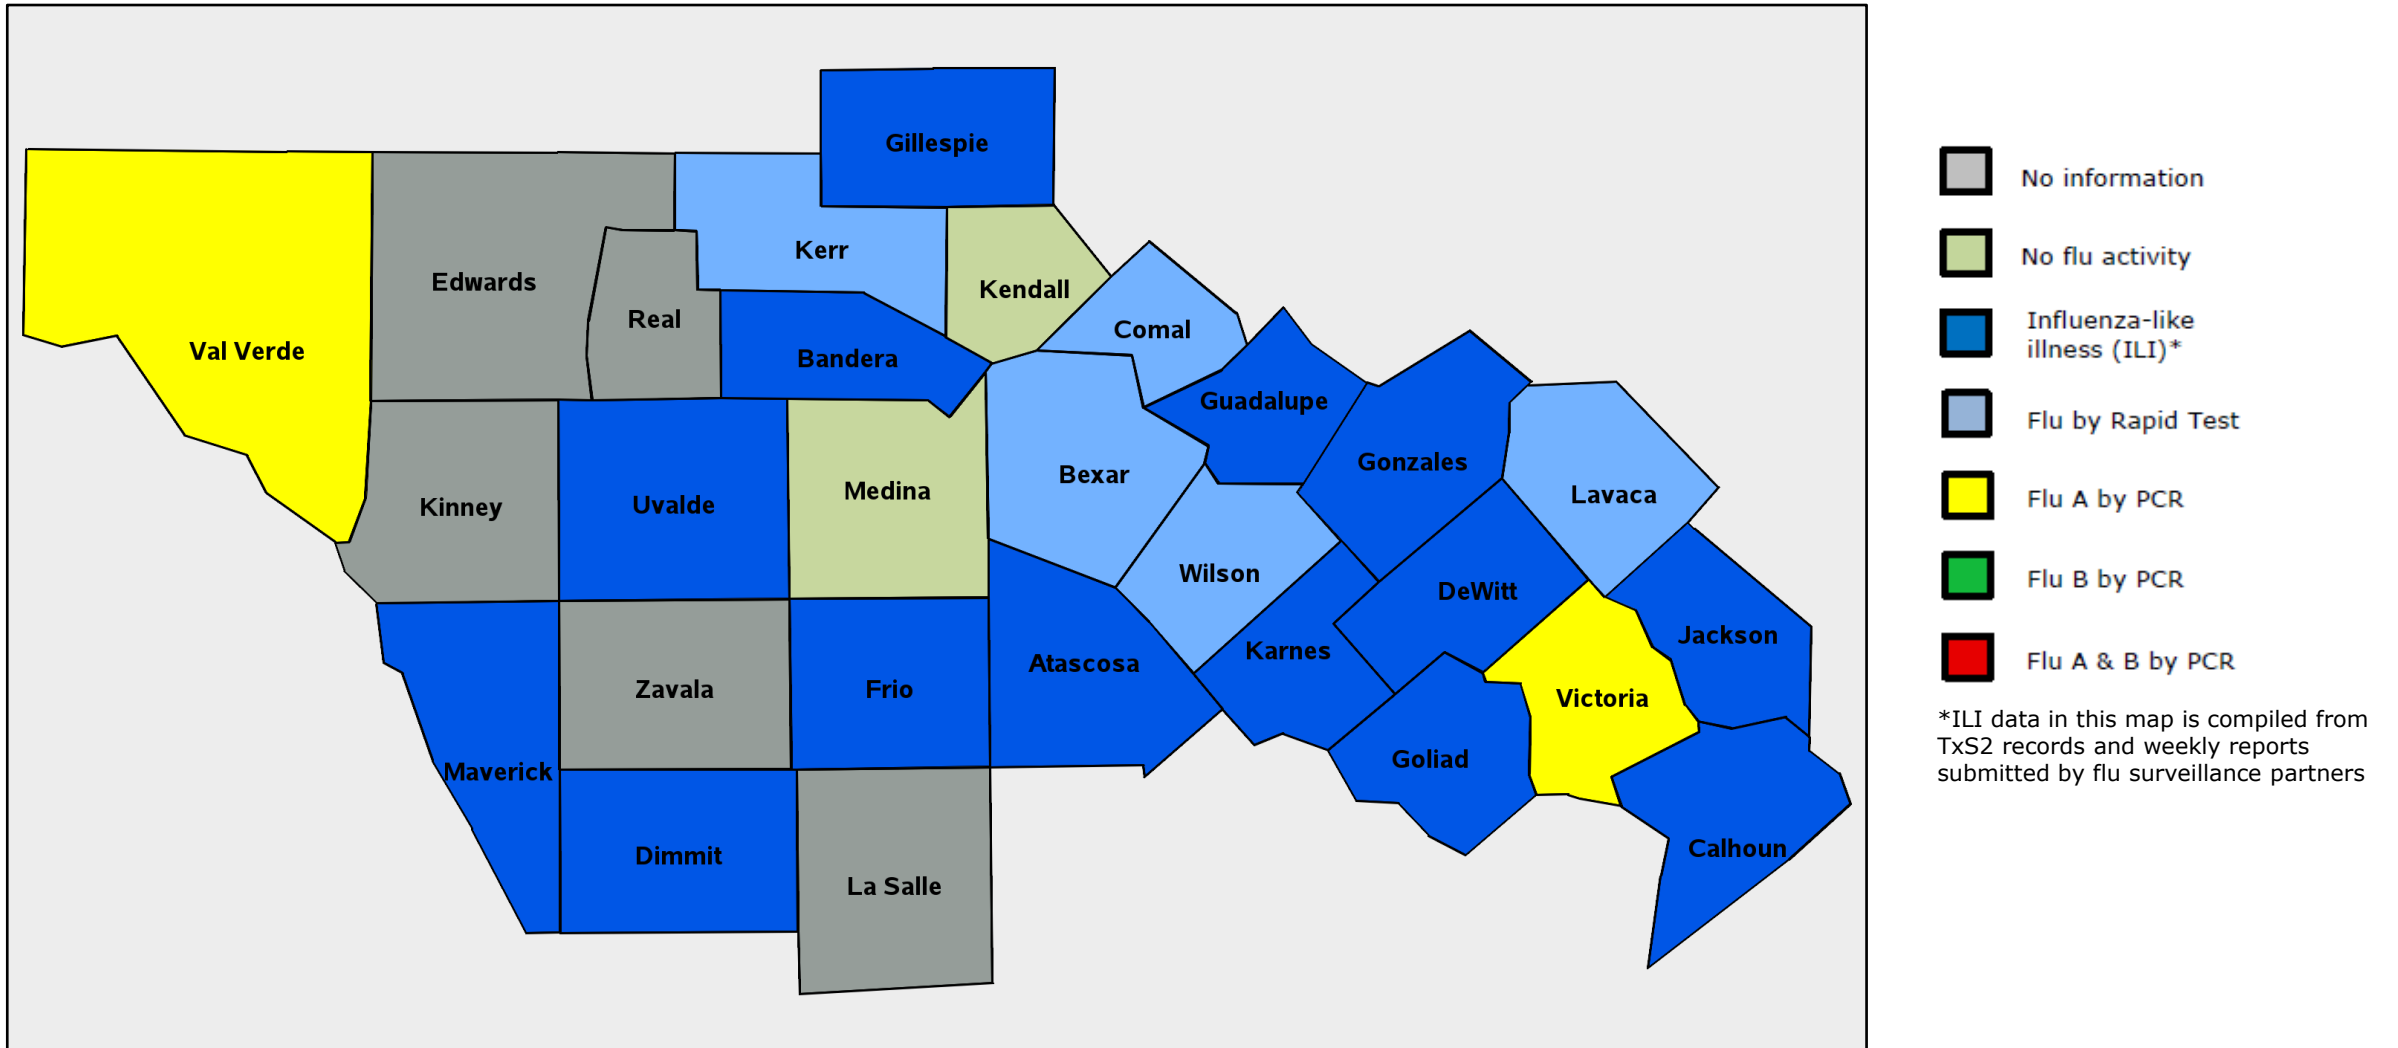 Gillespie
Kerr
Edwards
Kendall
Real
Comal
Val Verde
Bandera
Guadalupe
Gonzales
Bexar
Medina
Lavaca
Uvalde
Kinney
Wilson
DeWitt
Jackson
Karnes
Atascosa
Zavala
Frio
Victoria
Goliad
Maverick
Calhoun
Dimmit
La Salle
No information
No flu activity
Influenza-like
illness (ILI)*
Flu by Rapid Test
Flu A by PCR
Flu B by PCR
Flu A & B by PCR
*ILI data in this map is compiled from
TxS2 records and weekly reports
submitted by flu surveillance partners